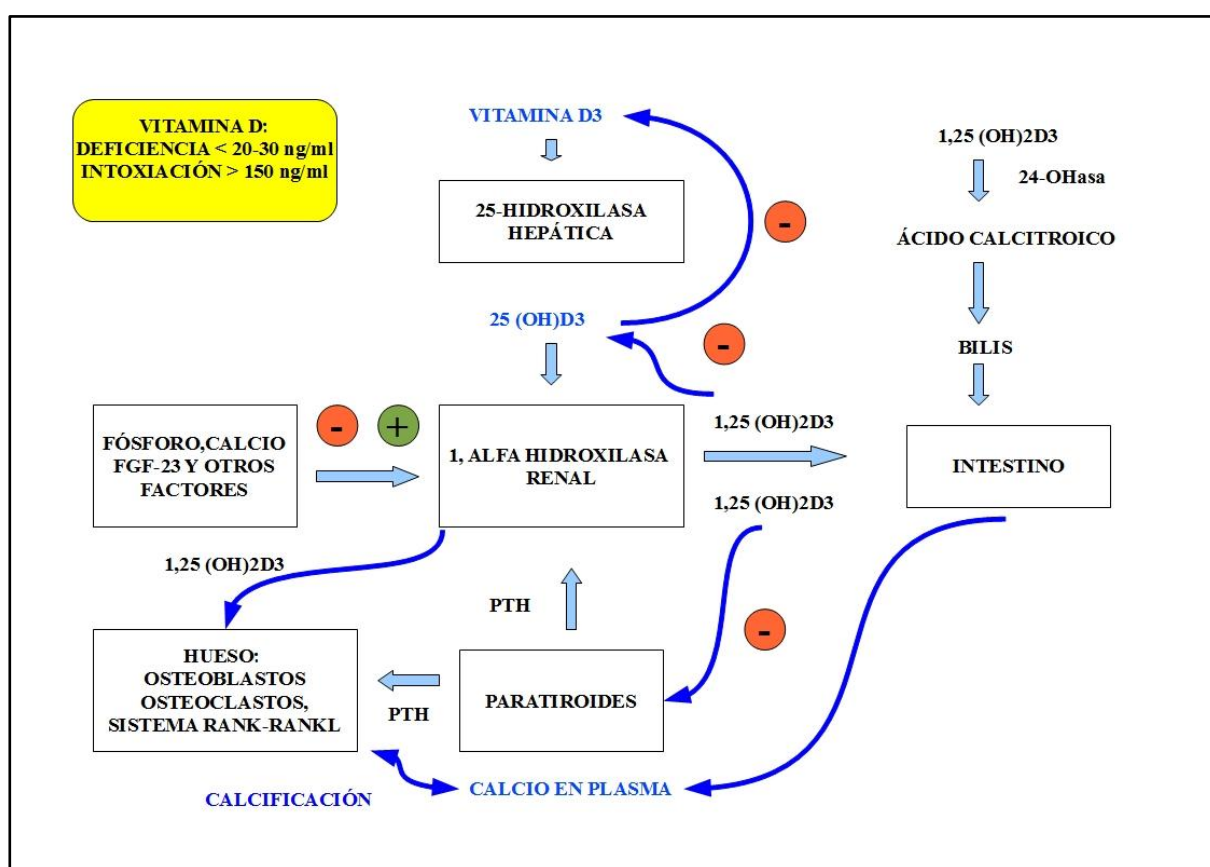 VITAMINA D:
DEFICIENCIA < 20-30 ng/ml
INTOXIACIÓN > 150 ng/ml
VITAMINA D3
25-HIDROXILASA
HEPÁTICA
-
25 (OH)D3
-
1,25 (OH)2D3
24-OHasa
ÁCIDO CALCITROICO
BILIS
INTESTINO
FÓSFORO,CALCIO
FGF-23 Y OTROS
FACTORES
-
+
1, ALFA HIDROXILASA
RENAL
1,25 (OH)2D3
1,25 (OH)2D3
1,25 (OH)2D3
PTH
-
HUESO:
OSTEOBLASTOS
OSTEOCLASTOS,
SISTEMA RANK-RANKL
PTH
PARATIROIDES
CALCIFICACIÓN
CALCIO EN PLASMA